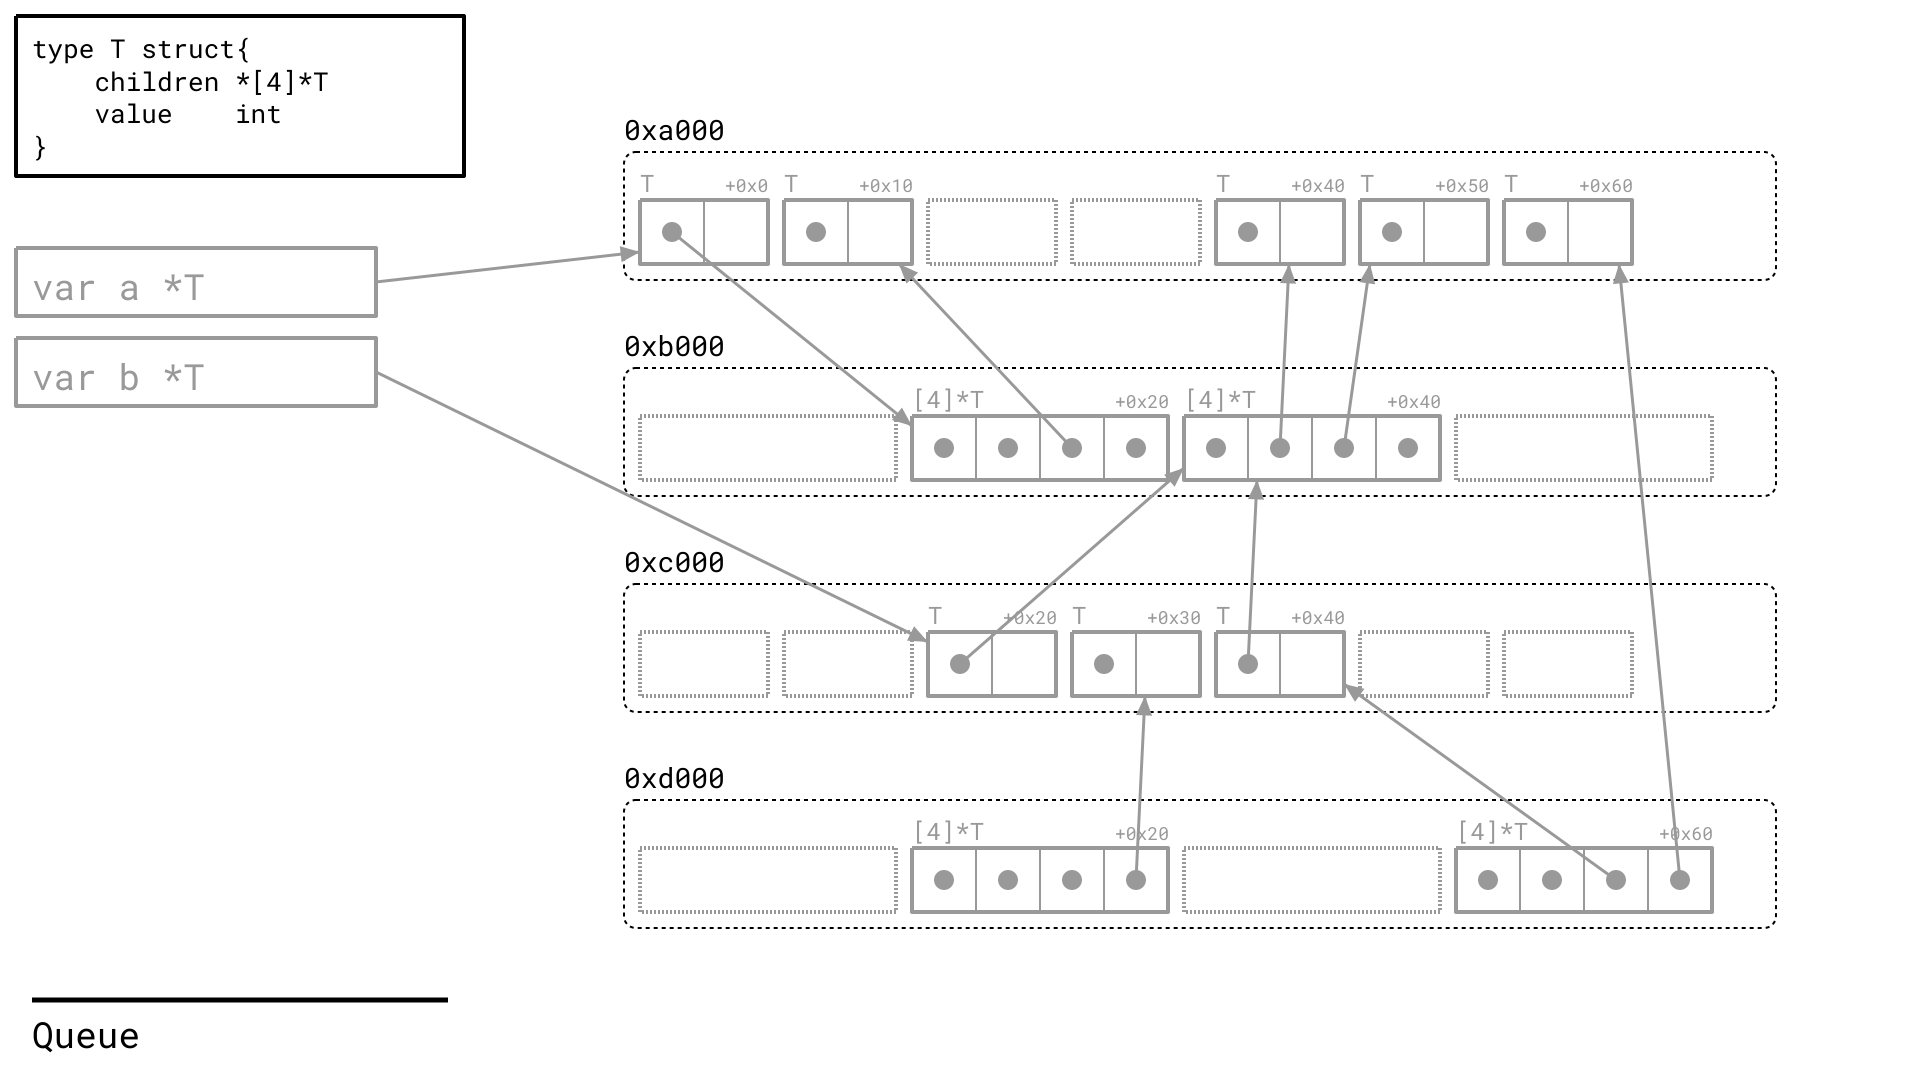 type T struct{
    children *[4]*T
    value    int
}
var a *T
var b *T
0xa000
T +0x0 T +0x10 T +0x40 T +0x50 T +0x60
0xb000
[4]*T +0x20 [4]*T +0x40
0xc000
T +0x20 T +0x30 T +0x40
0xd000
[4]*T +0x20 [4]*T +0x60
Queue